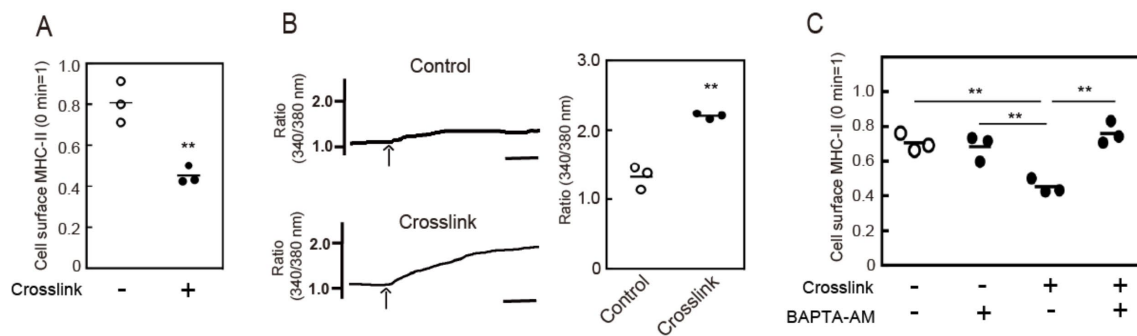 A
Cell surface MHC-II (0 min=1)
1.0
0.8
0.6
0.4
0.2
0
**
Crosslink - +
B
Control
Ratio
(340/380 nm)
2.0
1.0
Crosslink
Ratio
(340/380 nm)
2.0
1.0
Ratio (340/380 nm)
3.0
2.0
1.0
0
**
Control
Crosslink
C
Cell surface MHC-II (0 min=1)
1.0
0.8
0.6
0.4
0.2
0
** **
**
Crosslink - - + +
BAPTA-AM - + - +